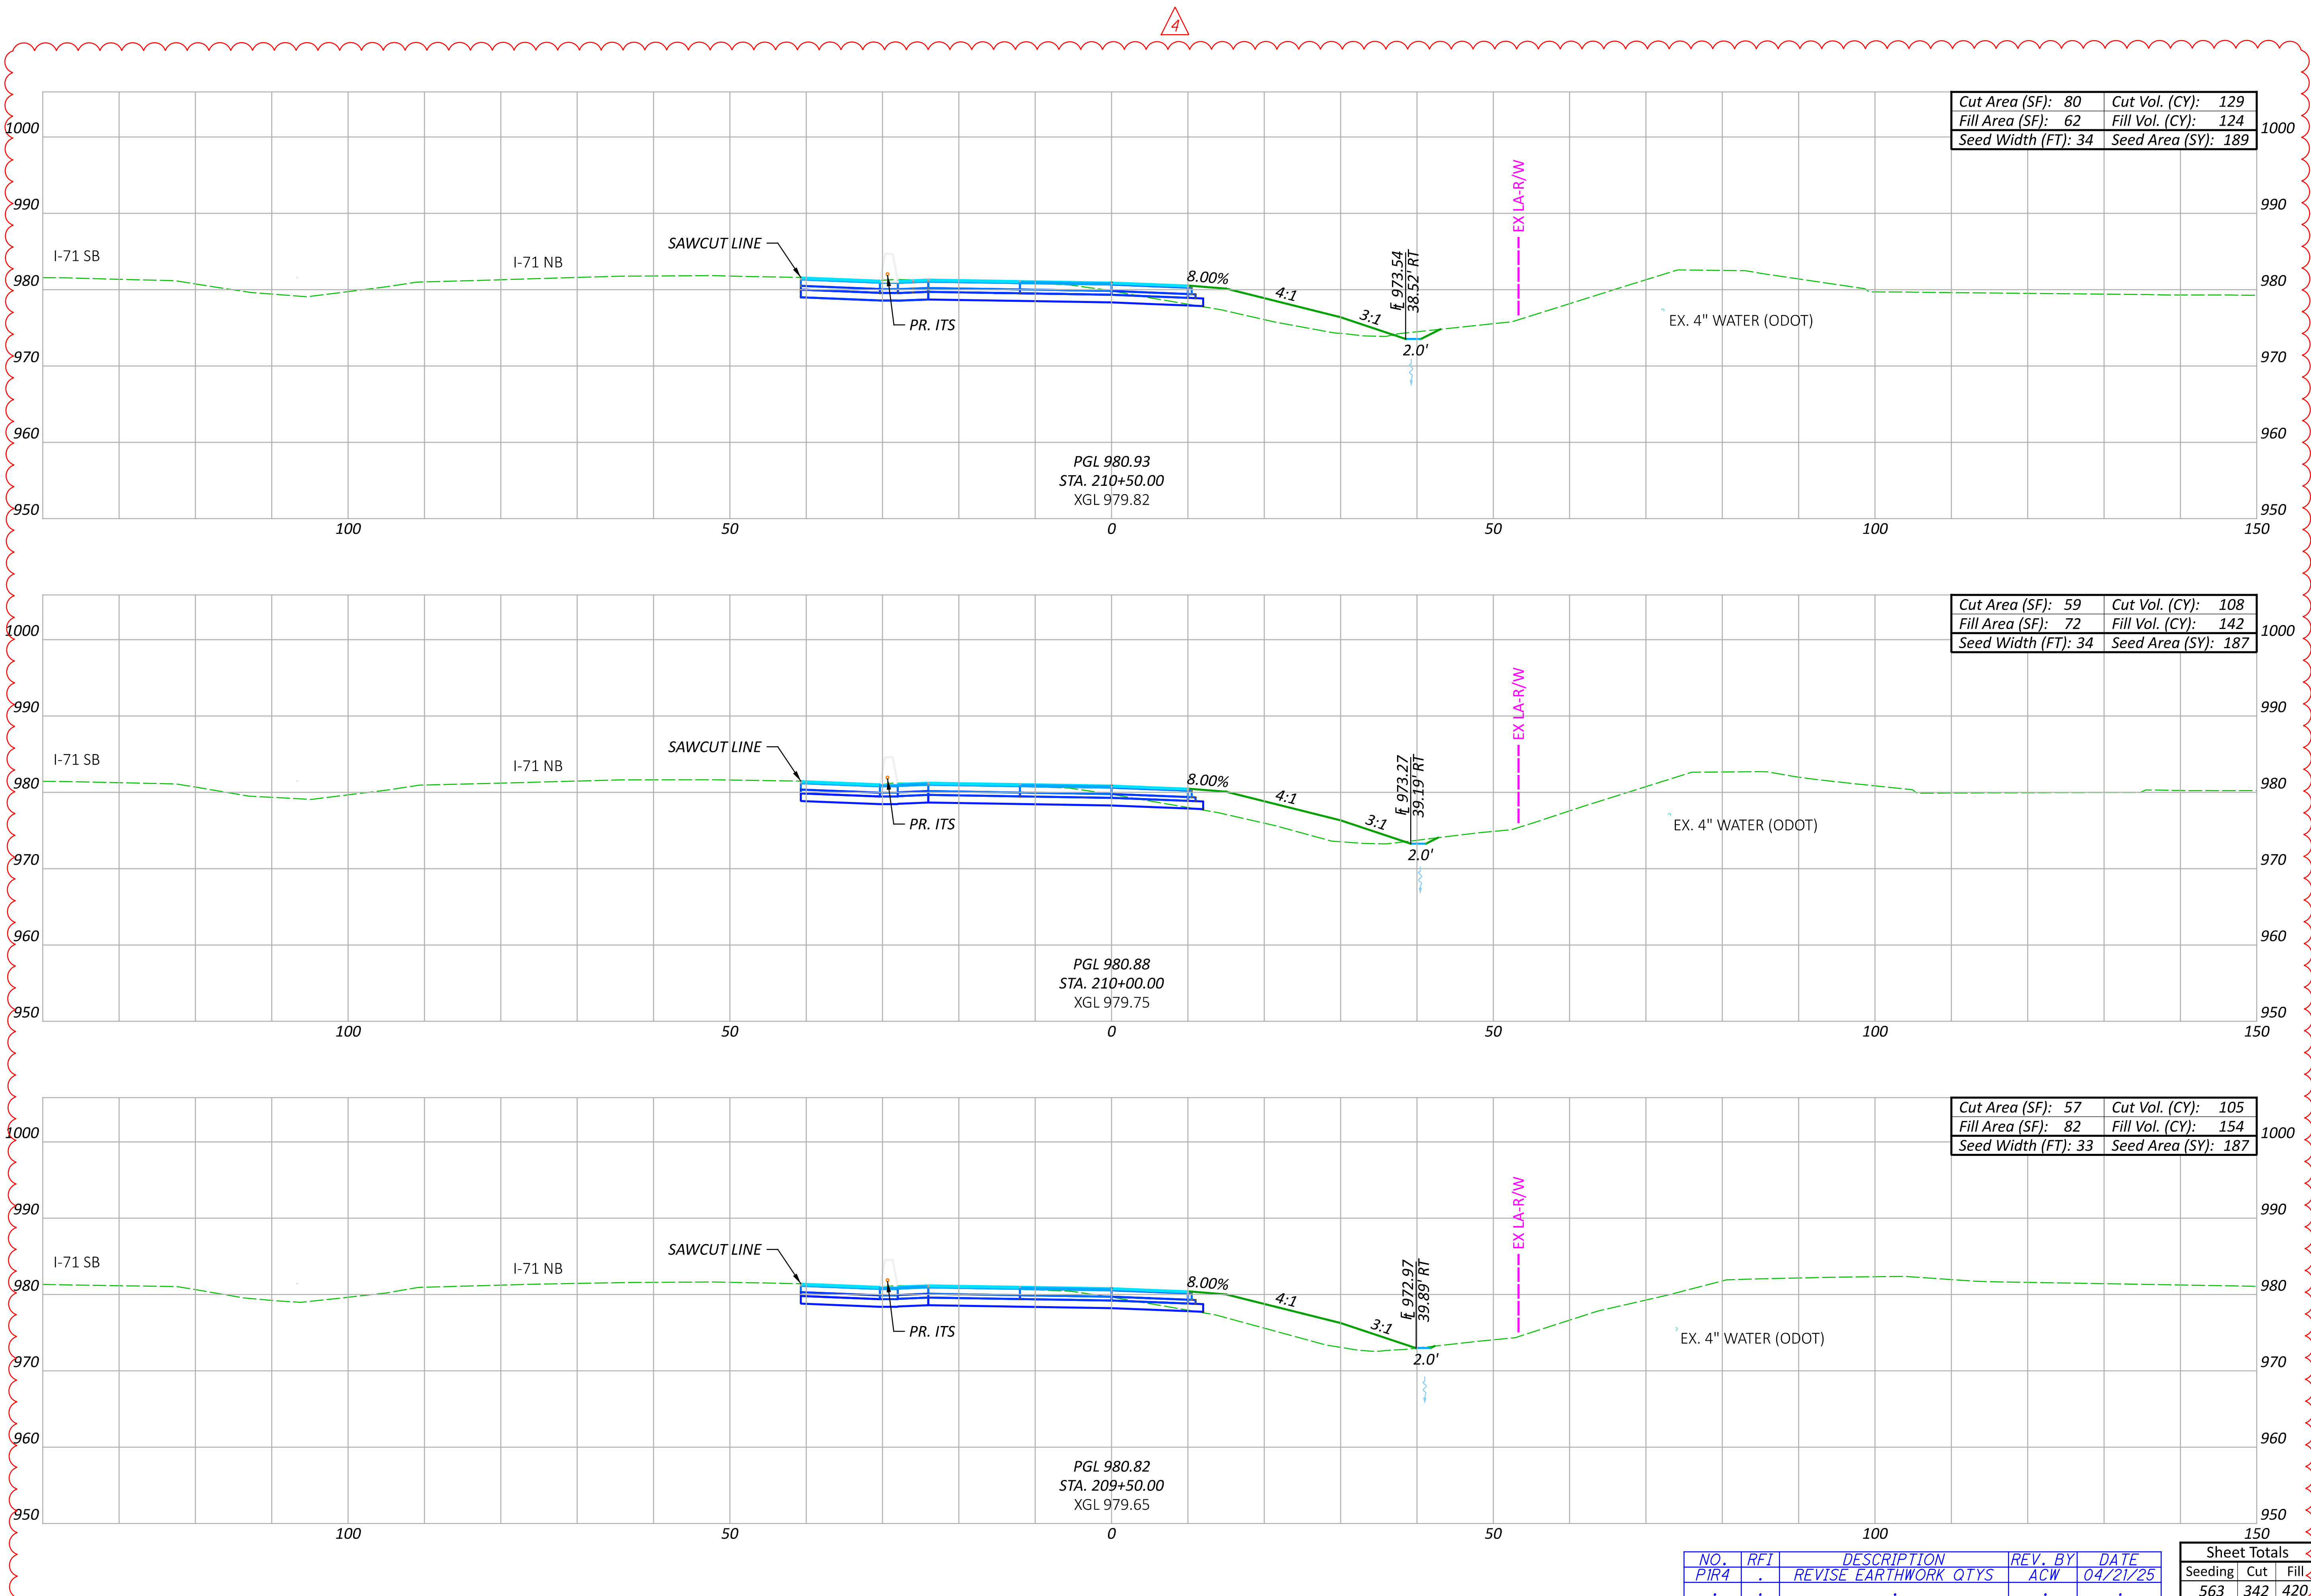 4
Cut Area (SF): 80 Cut Vol. (CY): 129
Fill Area (SF): 62 Fill Vol. (CY): 124
Seed Width (FT): 34 Seed Area (SY): 189
1000 1000
990 990
980 980
970 970
960 960
950 950
I-71 SB
I-71 NB
SAWCUT LINE
PR. ITS
8.00%
4:1
3:1
FL 973.54
38.52' RT
2.0'
EX LA-R/W
EX. 4" WATER (ODOT)
PGL 980.93
STA. 210+50.00
XGL 979.82
100 50 0 50 100 150
Cut Area (SF): 59 Cut Vol. (CY): 108
Fill Area (SF): 72 Fill Vol. (CY): 142
Seed Width (FT): 34 Seed Area (SY): 187
1000 1000
990 990
980 980
970 970
960 960
950 950
I-71 SB
I-71 NB
SAWCUT LINE
PR. ITS
8.00%
4:1
3:1
FL 973.27
39.19' RT
2.0'
EX LA-R/W
EX. 4" WATER (ODOT)
PGL 980.88
STA. 210+00.00
XGL 979.75
100 50 0 50 100 150
Cut Area (SF): 57 Cut Vol. (CY): 105
Fill Area (SF): 82 Fill Vol. (CY): 154
Seed Width (FT): 33 Seed Area (SY): 187
1000 1000
990 990
980 980
970 970
960 960
950 950
I-71 SB
I-71 NB
SAWCUT LINE
PR. ITS
8.00%
4:1
3:1
FL 972.97
39.89' RT
2.0'
EX LA-R/W
EX. 4" WATER (ODOT)
PGL 980.82
STA. 209+50.00
XGL 979.65
100 50 0 50 100 150
NO. RFI DESCRIPTION REV. BY DATE
P1R4 . REVISE EARTHWORK QTYS ACW 04/21/25
. . . . .
Sheet Totals
Seeding Cut Fill
563 342 420